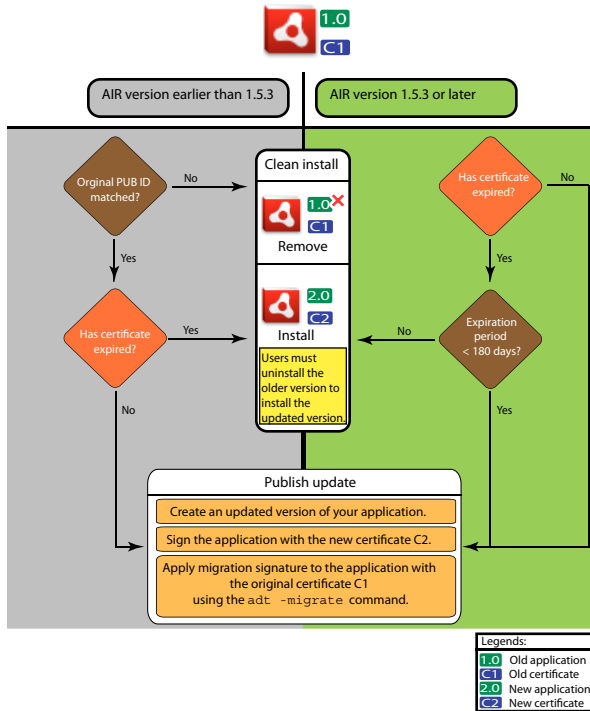 1.0
C1
AIR version earlier than 1.5.3
AIR version 1.5.3 or later
Orginal PUB ID
matched?
No
Yes
Has certificate
expired?
Yes
No
Clean install
1.0
C1
Remove
2.0
C2
Install
Users must
uninstall the
older version to
install the
updated version.
Has certificate
expired?
No
Yes
Expiration
period
< 180 days?
No
Yes
Publish update
Create an updated version of your application.
Sign the application with the new certificate C2.
Apply migration signature to the application with
the original certificate C1
using the adt -migrate command.
Legends:
1.0 Old application
C1 Old certificate
2.0 New application
C2 New certificate